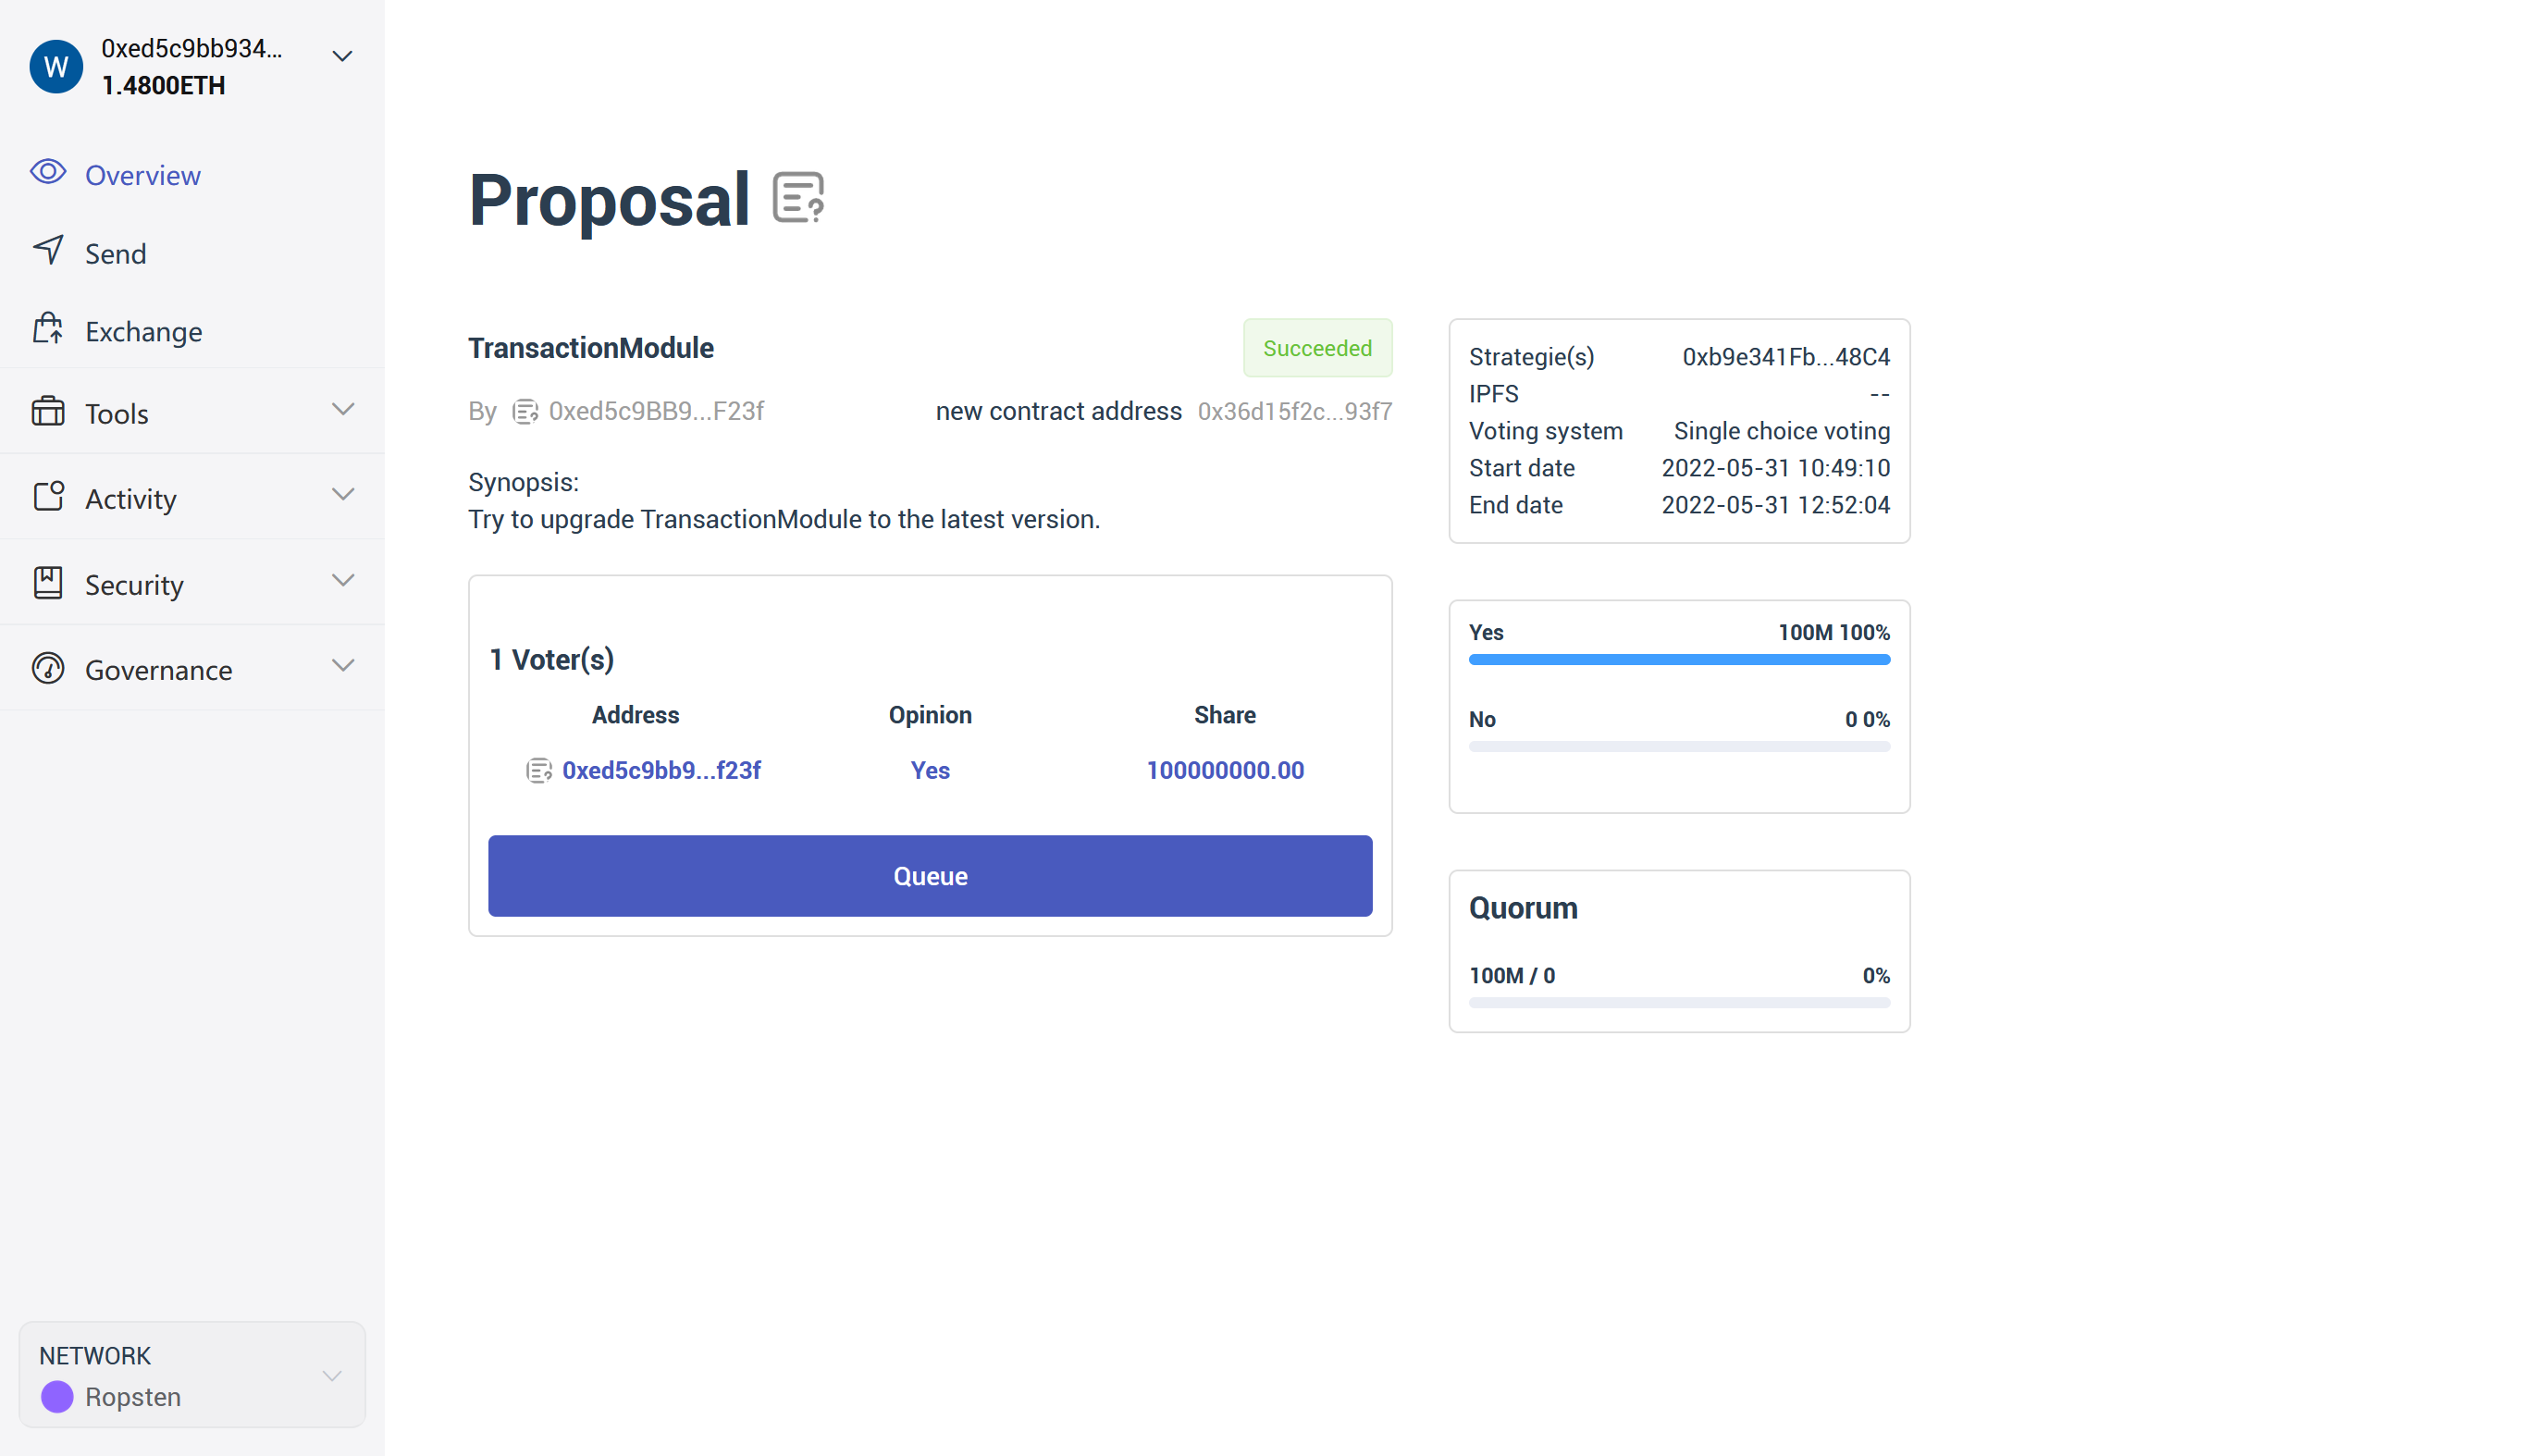 W
0xed5c9bb934...
1.4800ETH
Overview
Send
Exchange
Tools
Activity
Security
Governance
NETWORK
Ropsten
Proposal
TransactionModule
Succeeded
By 0xed5c9BB9...F23f
new contract address 0x36d15f2c...93f7
Synopsis:
Try to upgrade TransactionModule to the latest version.
1 Voter(s)
Address Opinion Share
0xed5c9bb9...f23f Yes 100000000.00
Queue
Strategie(s) 0xb9e341Fb...48C4
IPFS --
Voting system Single choice voting
Start date 2022-05-31 10:49:10
End date 2022-05-31 12:52:04
Yes 100M 100%
No 0 0%
Quorum
100M / 0 0%